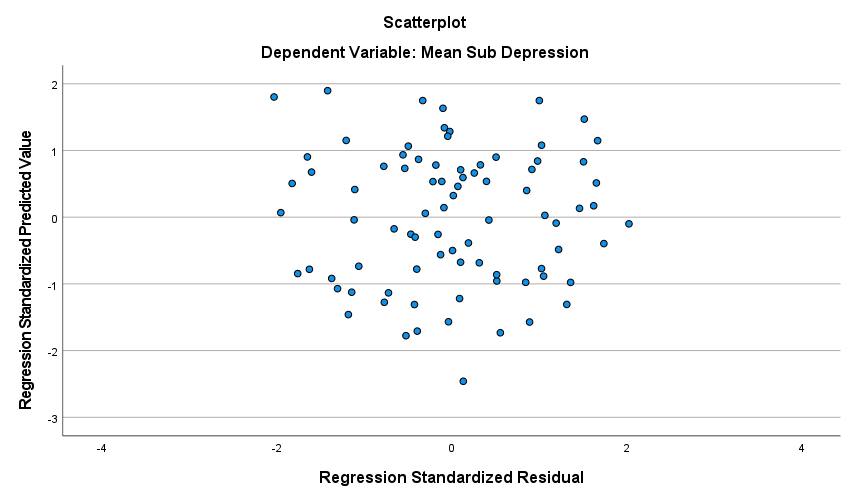 Scatterplot
Dependent Variable: Mean Sub Depression
Regression Standardized Predicted Value
2
1
0
-1
-2
-3
-4
-2
0
2
4
Regression Standardized Residual